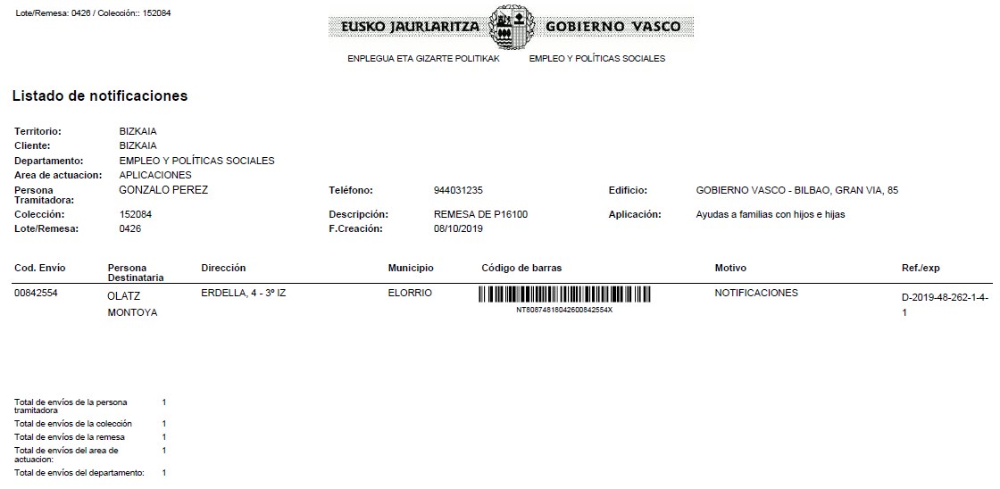 Lote/Remesa: 0426 / Colección:: 152084
EUSKO JAURLARITZA GOBIERNO VASCO
ENPLEGUA ETA GIZARTE POLITIKAK EMPLEO Y POLÍTICAS SOCIALES
Listado de notificaciones
Territorio: BIZKAIA
Cliente: BIZKAIA
Departamento: EMPLEO Y POLÍTICAS SOCIALES
Area de actuacion: APLICACIONES
Persona Tramitadora: GONZALO PEREZ Teléfono: 944031235 Edificio: GOBIERNO VASCO - BILBAO, GRAN VIA, 85
Colección: 152084 Descripción: REMESA DE P16100 Aplicación: Ayudas a familias con hijos e hijas
Lote/Remesa: 0426 F.Creación: 08/10/2019
Cod. Envío Persona Destinataria Dirección Municipio Código de barras Motivo Ref./exp
00842554 OLATZ ERDELLA, 4 - 3º IZ ELORRIO NOTIFICACIONES D-2019-48-262-1-4-
MONTOYA NT80874818042600842554X 1
Total de envíos de la persona tramitadora 1
Total de envíos de la colección 1
Total de envíos de la remesa 1
Total de envíos del area de actuacion: 1
Total de envíos del departamento: 1